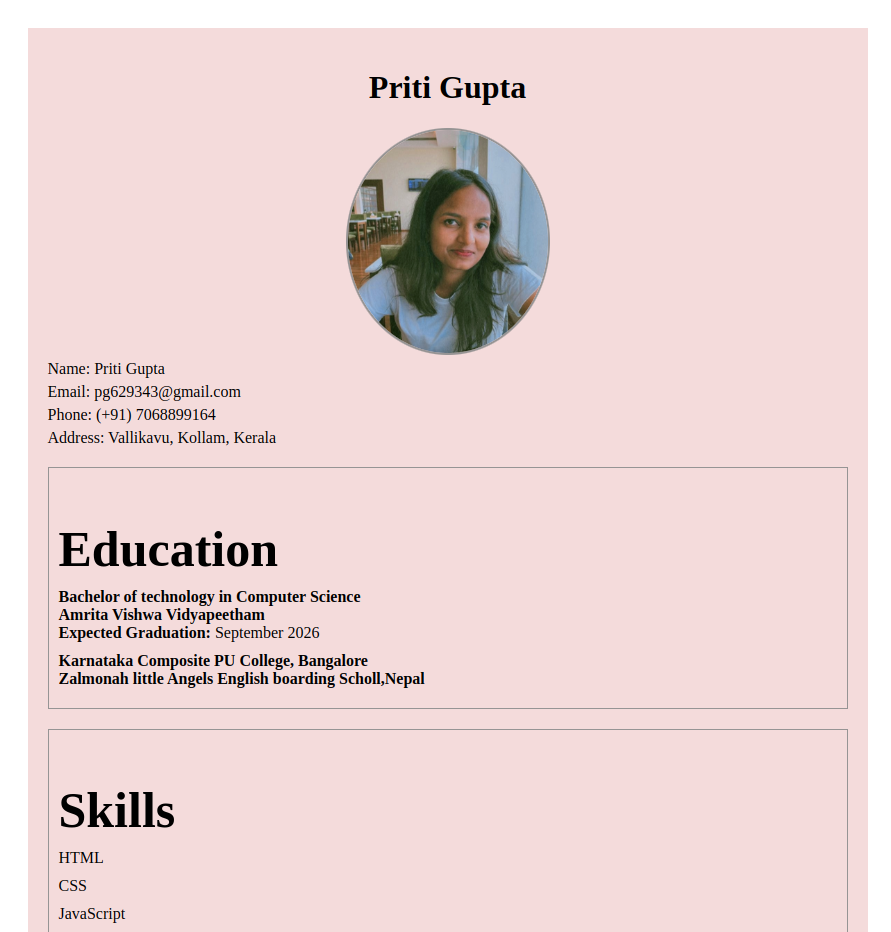 Priti Gupta
Name: Priti Gupta
Email: pg629343@gmail.com
Phone: (+91) 7068899164
Address: Vallikavu, Kollam, Kerala
Education
Bachelor of technology in Computer Science
Amrita Vishwa Vidyapeetham
Expected Graduation: September 2026
Karnataka Composite PU College, Bangalore
Zalmonah little Angels English boarding Scholl,Nepal
Skills
HTML
CSS
JavaScript